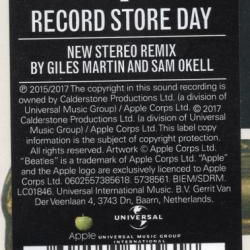 RECORD STORE DAY
NEW STEREO REMIX
BY GILES MARTIN AND SAM OKELL
℗ 2015/2017 The copyright in this sound recording is
owned by Calderstone Productions Ltd. (a division of
Universal Music Group) / Apple Corps Ltd. © 2017
Calderstone Productions Ltd. (a division of Universal
Music Group) / Apple Corps Ltd. This label copy
information is the subject of copyright protection.
All rights reserved. Artwork © Apple Corps Ltd.
"Beatles" is a trademark of Apple Corps Ltd. "Apple"
and the Apple logo are exclusively licenced to Apple
Corps Ltd. 0602557385618. 5738561. BIEM/SDRM.
LC01846. Universal International Music. B.V. Gerrit Van
Der Veenlaan 4, 3743 Dn, Baarn, Netherlands.
UNIVERSAL
Apple UNIVERSAL MUSIC GROUP
INTERNATIONAL